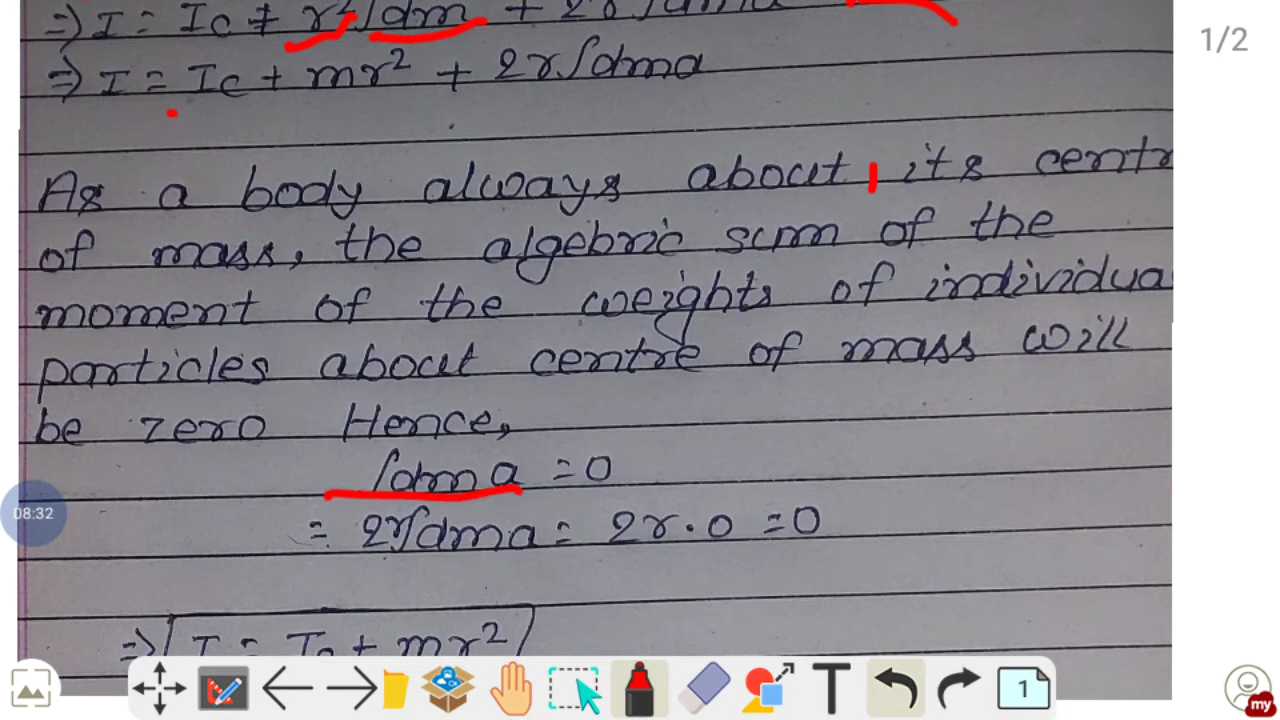 ⇒ I = Ic + r²∫dm + 2r∫dma
⇒ I = Ic + mr² + 2r∫dma
1/2
As a body always about its centr
of mass, the algebric sum of the
moment of the weights of individua
particles about centre of mass will
be zero Hence,
∫dma = 0
08:32
= 2r∫dma = 2r.0 = 0
⇒ I = Ic + mr²
T
1
my